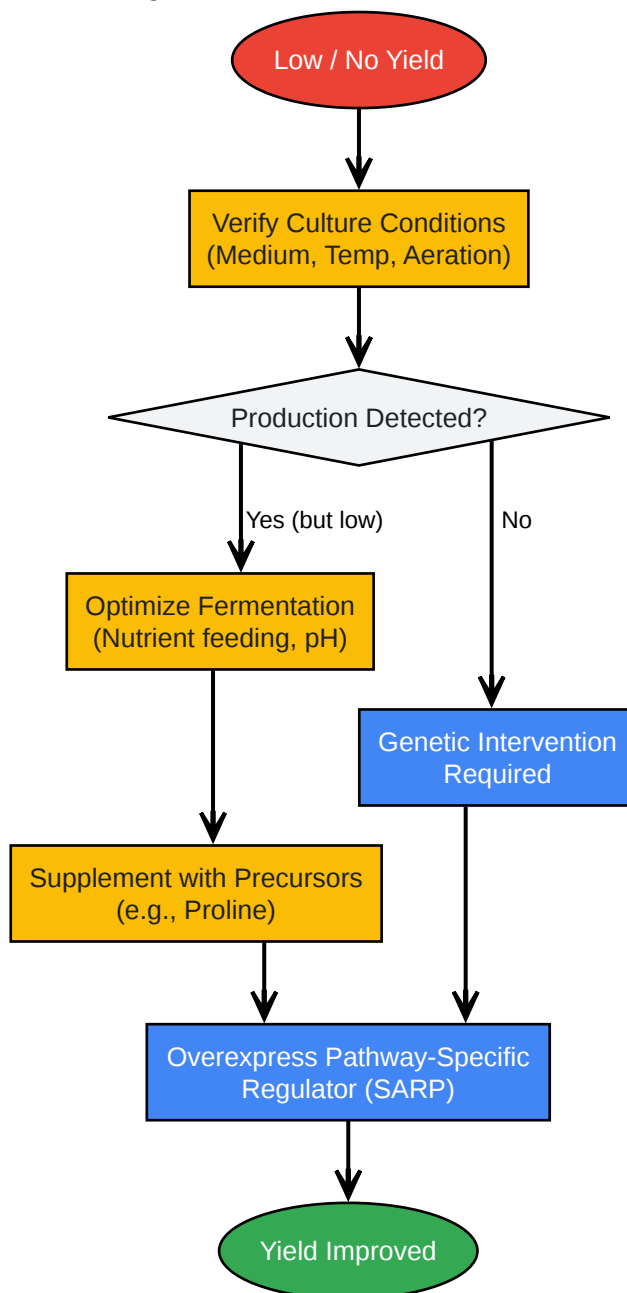 Low / No Yield
Verify Culture Conditions
(Medium, Temp, Aeration)
Production Detected?
Yes (but low)
No
Optimize Fermentation
(Nutrient feeding, pH)
Genetic Intervention
Required
Supplement with Precursors
(e.g., Proline)
Overexpress Pathway-Specific
Regulator (SARP)
Yield Improved